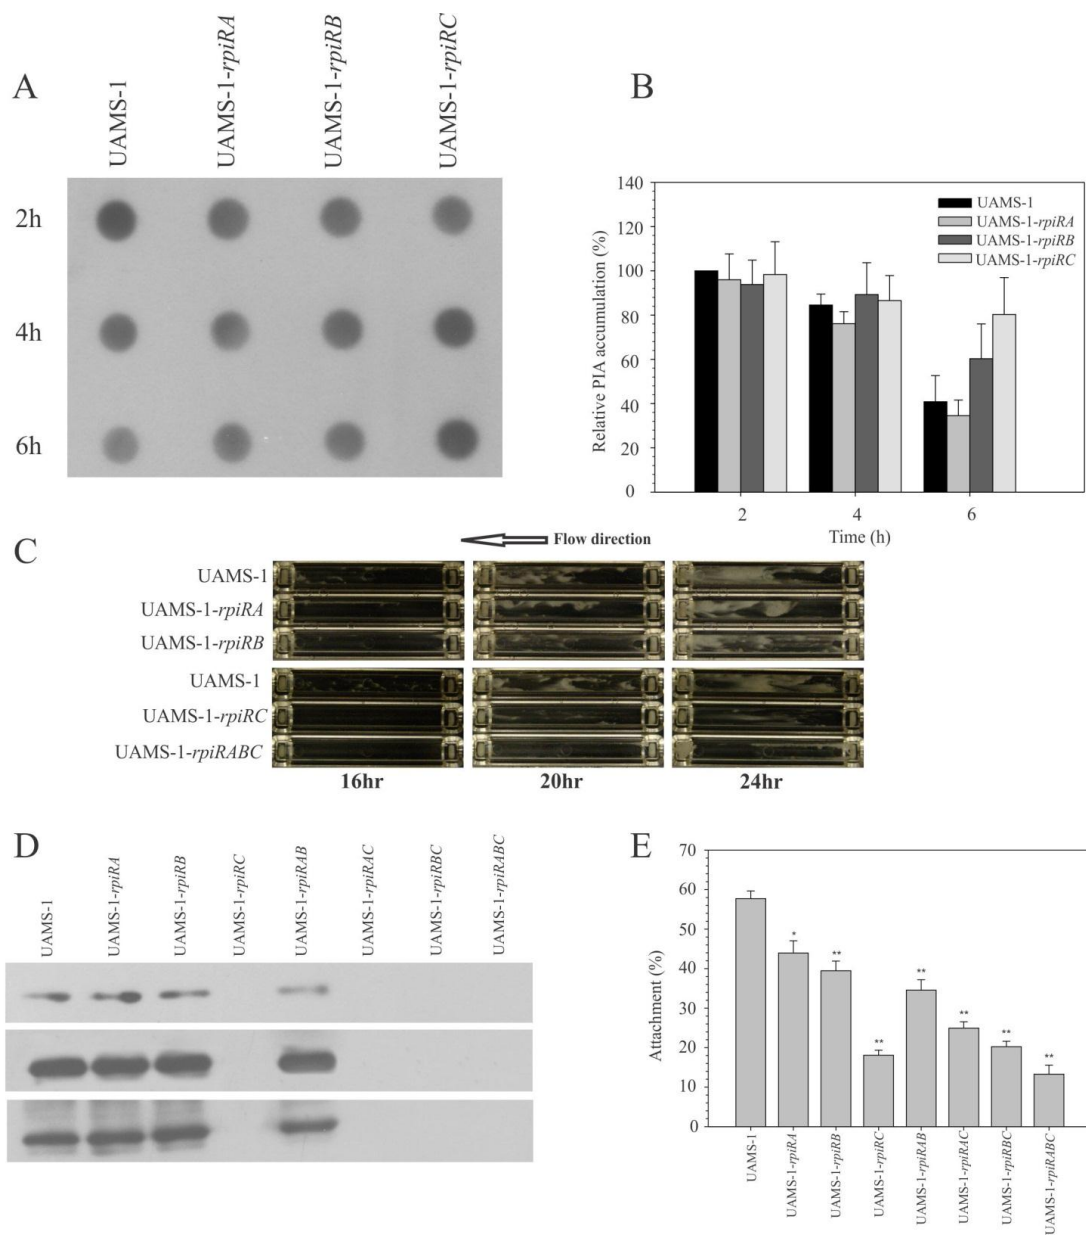 A
UAMS-1
UAMS-1-rpiRA
UAMS-1-rpiRB
UAMS-1-rpiRC
2h
4h
6h
B
140
120
100
80
60
40
20
0
Relative PIA accumulation (%)
UAMS-1
UAMS-1-rpiRA
UAMS-1-rpiRB
UAMS-1-rpiRC
2 4 6
Time (h)
C
Flow direction
UAMS-1
UAMS-1-rpiRA
UAMS-1-rpiRB
UAMS-1
UAMS-1-rpiRC
UAMS-1-rpiRABC
16hr 20hr 24hr
D
UAMS-1
UAMS-1-rpiRA
UAMS-1-rpiRB
UAMS-1-rpiRC
UAMS-1-rpiRAB
UAMS-1-rpiRAC
UAMS-1-rpiRBC
UAMS-1-rpiRABC
E
70
60
50
40
30
20
10
0
Attachment (%)
* ** ** ** ** ** **
UAMS-1
UAMS-1-rpiRA
UAMS-1-rpiRB
UAMS-1-rpiRC
UAMS-1-rpiRAB
UAMS-1-rpiRAC
UAMS-1-rpiRBC
UAMS-1-rpiRABC